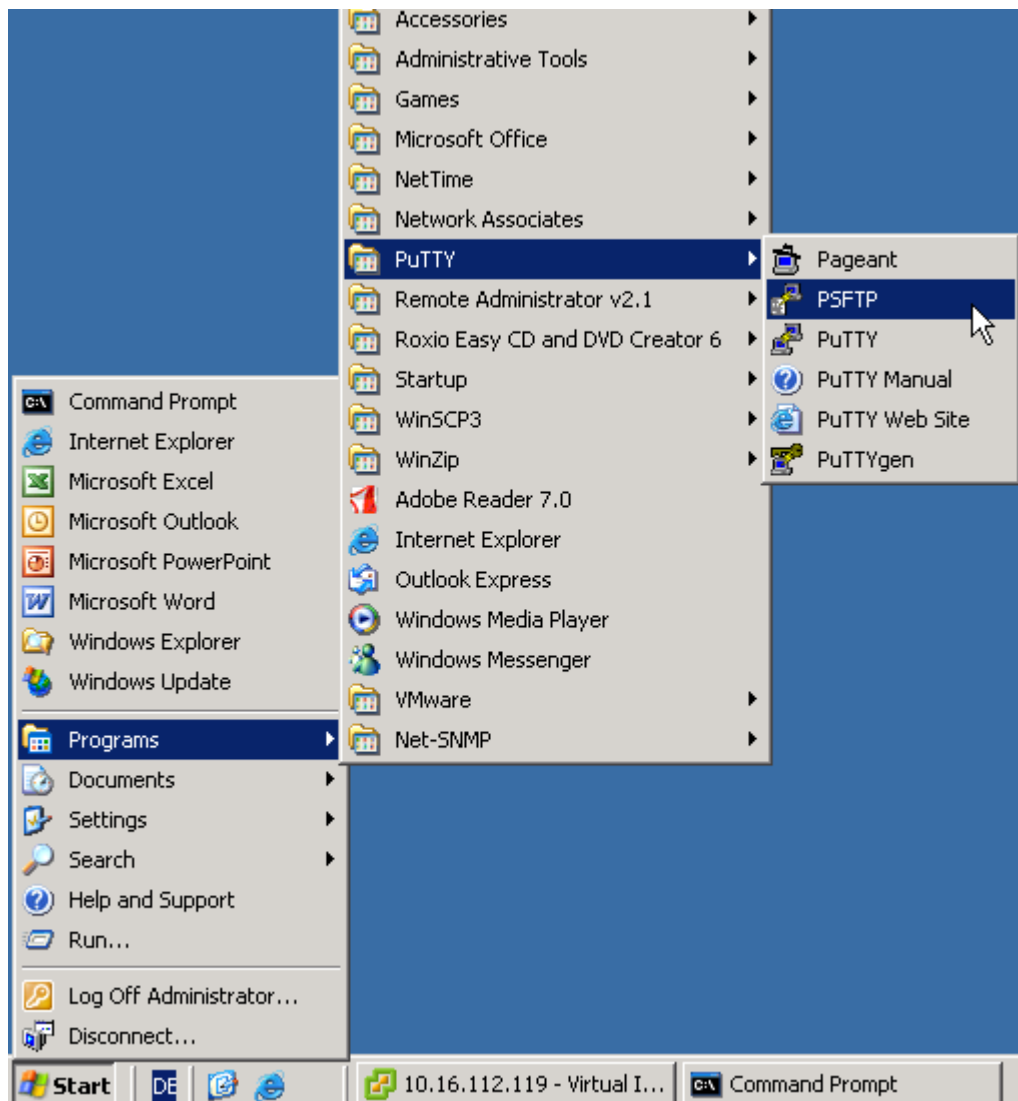 Accessories
Administrative Tools
Games
Microsoft Office
NetTime
Network Associates
PuTTY
Remote Administrator v2.1
Roxio Easy CD and DVD Creator 6
Startup
WinSCP3
WinZip
Adobe Reader 7.0
Internet Explorer
Outlook Express
Windows Media Player
Windows Messenger
VMware
Net-SNMP
Pageant
PSFTP
PuTTY
PuTTY Manual
PuTTY Web Site
PuTTYgen
Command Prompt
Internet Explorer
Microsoft Excel
Microsoft Outlook
Microsoft PowerPoint
Microsoft Word
Windows Explorer
Windows Update
Programs
Documents
Settings
Search
Help and Support
Run...
Log Off Administrator...
Disconnect...
Start DE 10.16.112.119 - Virtual I... Command Prompt